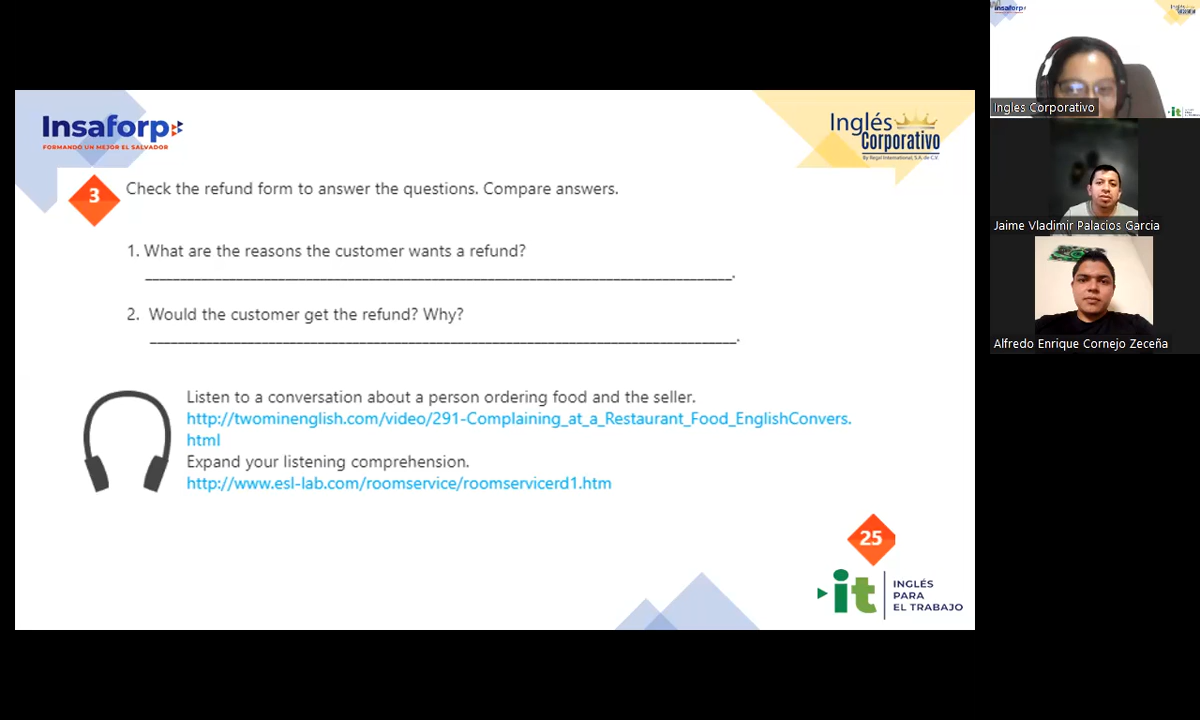 Insaforp
FORMANDO UN MEJOR EL SALVADOR
Inglés
Corporativo
By Regal International, S.A. de C.V.
3
Check the refund form to answer the questions. Compare answers.
1. What are the reasons the customer wants a refund?
2. Would the customer get the refund? Why?
Listen to a conversation about a person ordering food and the seller.
http://twominenglish.com/video/291-Complaining_at_a_Restaurant_Food_EnglishConvers.
html
Expand your listening comprehension.
http://www.esl-lab.com/roomservice/roomservicerd1.htm
25
it
INGLÉS
PARA
EL TRABAJO
Insaforp
Ingles Corporativo
it
Jaime Vladimir Palacios Garcia
Alfredo Enrique Cornejo Zeceña